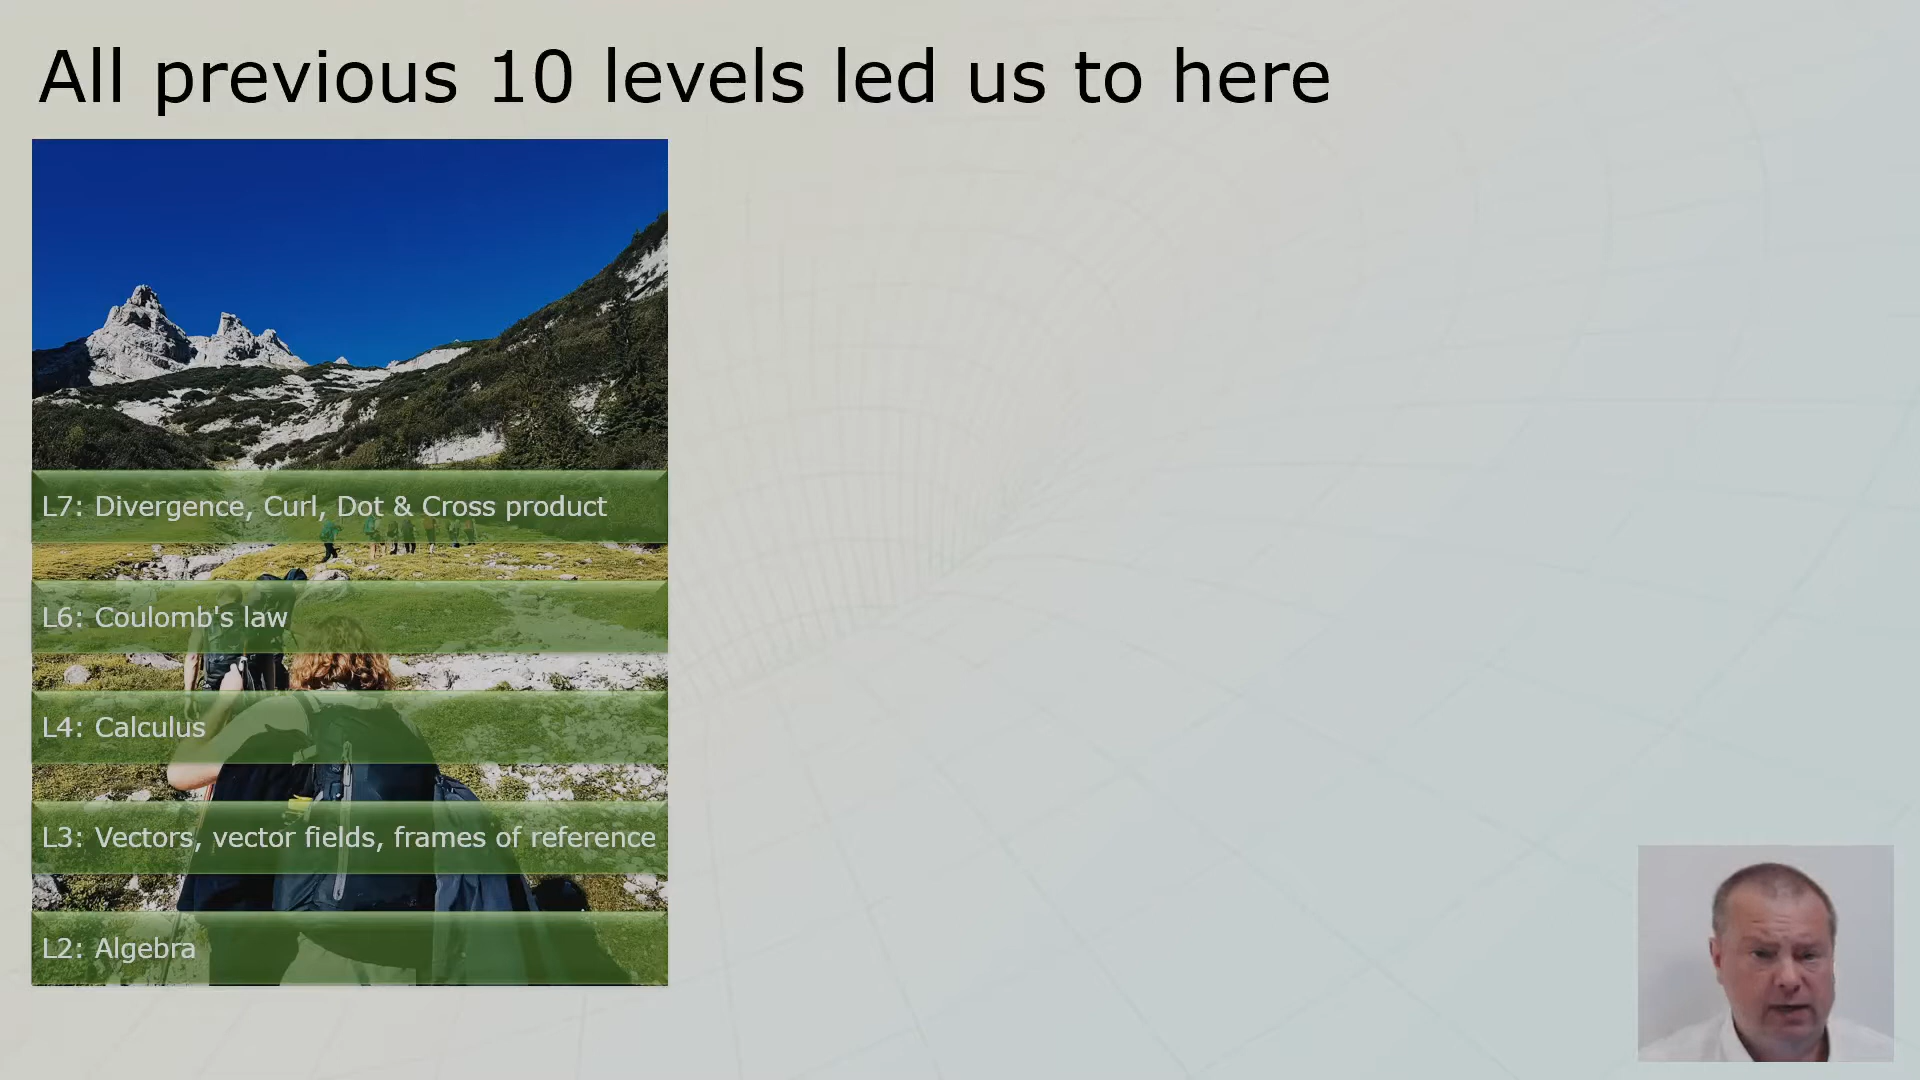 All previous 10 levels led us to here
L7: Divergence, Curl, Dot & Cross product
L6: Coulomb's law
L4: Calculus
L3: Vectors, vector fields, frames of reference
L2: Algebra